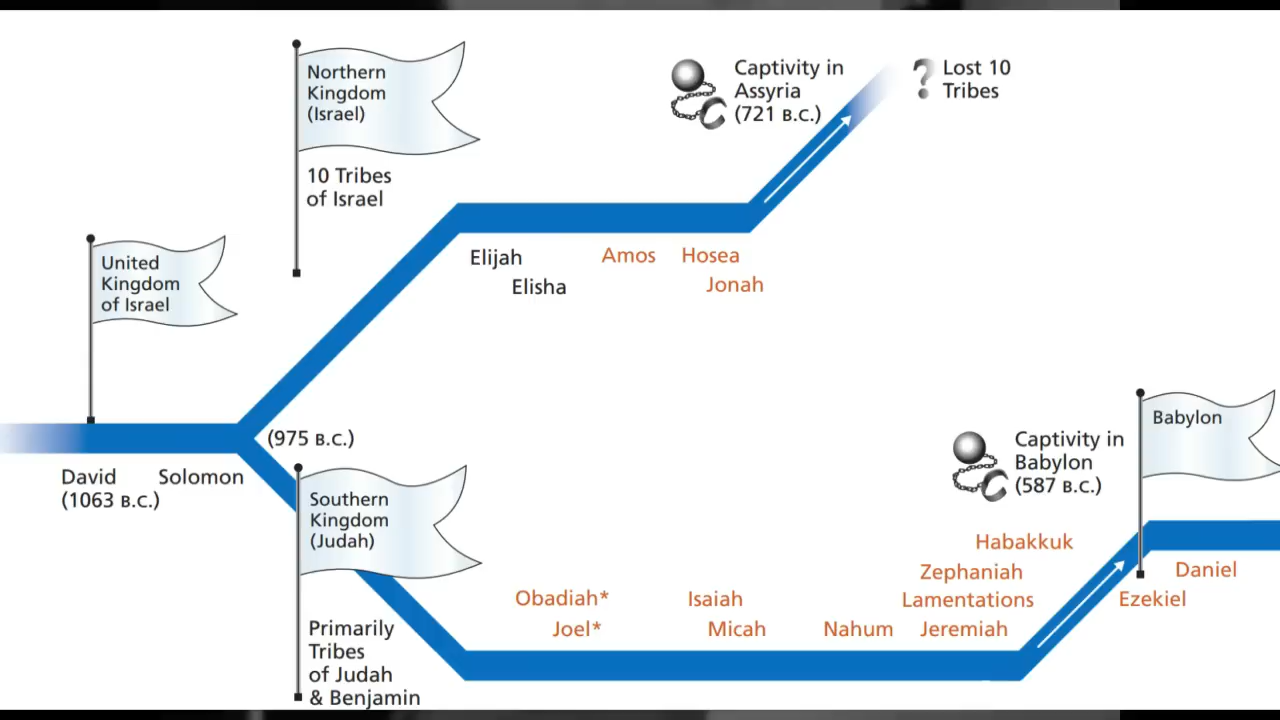 Northern
Kingdom
(Israel)
10 Tribes
of Israel
Captivity in
Assyria
(721 B.C.)
? Lost 10
Tribes
United
Kingdom
of Israel
Elijah
Elisha
Amos
Hosea
Jonah
(975 B.C.)
David
(1063 B.C.)
Solomon
Southern
Kingdom
(Judah)
Primarily
Tribes
of Judah
& Benjamin
Obadiah*
Joel*
Isaiah
Micah
Nahum
Habakkuk
Zephaniah
Lamentations
Jeremiah
Captivity in
Babylon
(587 B.C.)
Babylon
Daniel
Ezekiel